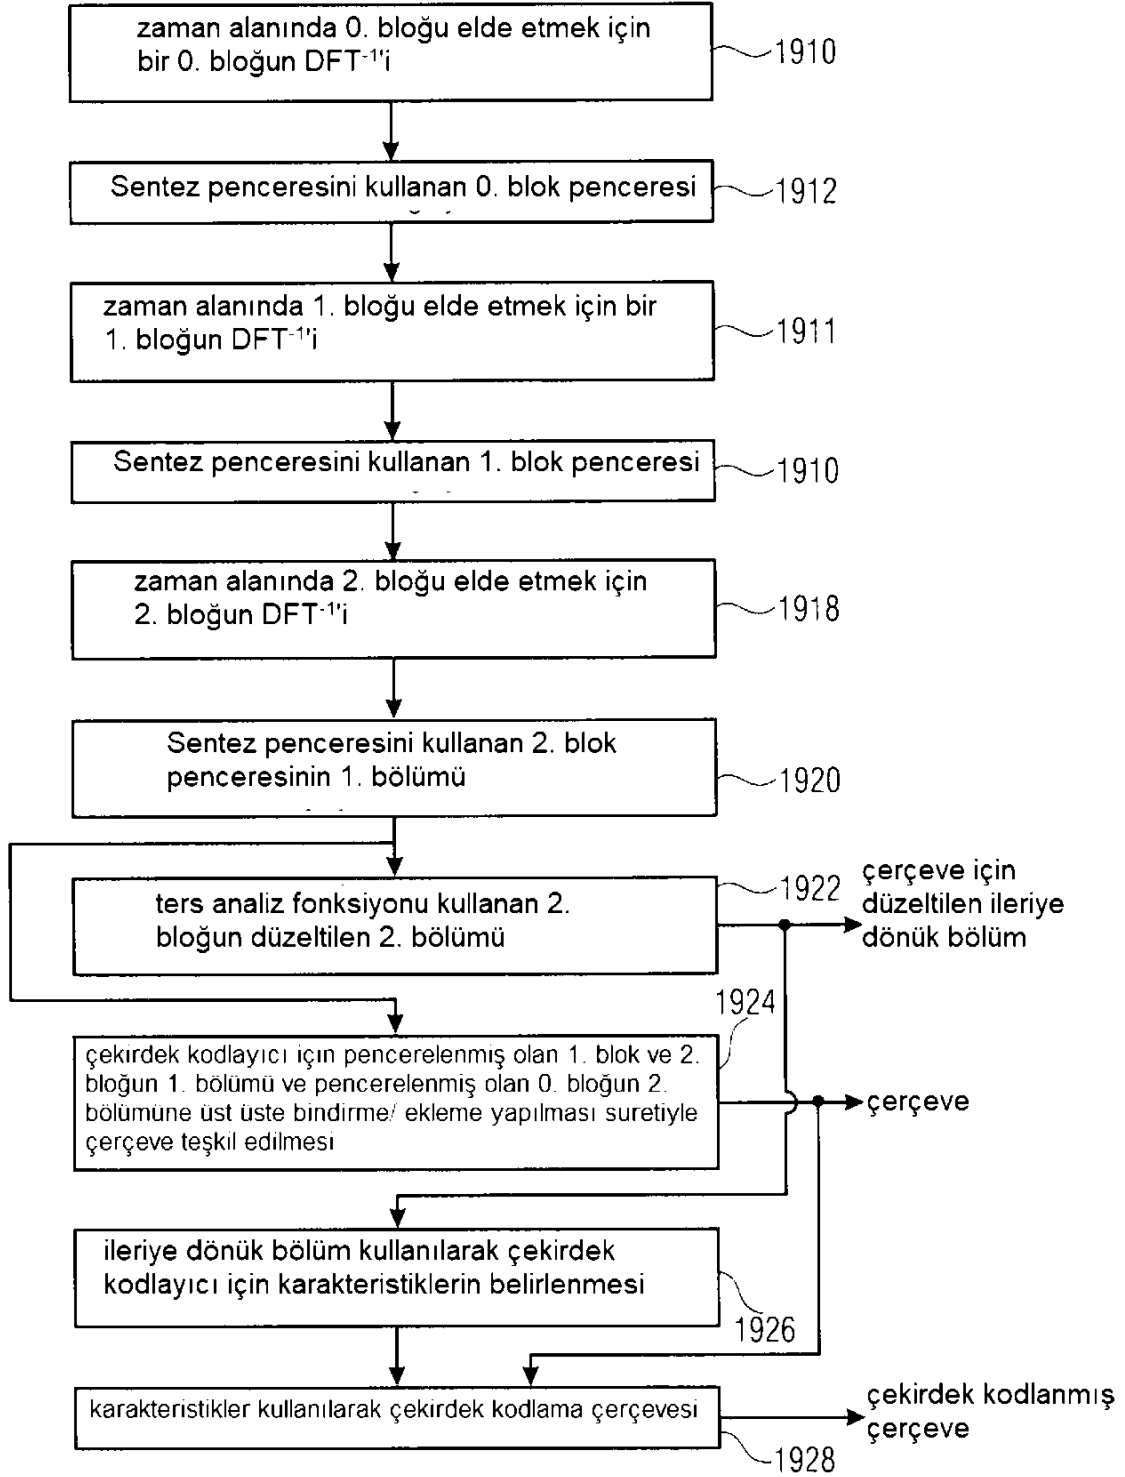 zaman alanında 0. bloğu elde etmek için
bir 0. bloğun DFT⁻¹'i
1910
Sentez penceresini kullanan 0. blok penceresi
1912
zaman alanında 1. bloğu elde etmek için bir
1. bloğun DFT⁻¹'i
1911
Sentez penceresini kullanan 1. blok penceresi
1910
zaman alanında 2. bloğu elde etmek için
2. bloğun DFT⁻¹'i
1918
Sentez penceresini kullanan 2. blok
penceresinin 1. bölümü
1920
ters analiz fonksiyonu kullanan 2.
bloğun düzeltilen 2. bölümü
1922
çerçeve için
düzeltilen ileriye
dönük bölüm
1924
çekirdek kodlayıcı için pencerelenmiş olan 1. blok ve 2.
bloğun 1. bölümü ve pencerelenmiş olan 0. bloğun 2.
bölümüne üst üste bindirme/ ekleme yapılması suretiyle
çerçeve teşkil edilmesi
çerçeve
ileriye dönük bölüm kullanılarak çekirdek
kodlayıcı için karakteristiklerin belirlenmesi
1926
karakteristikler kullanılarak çekirdek kodlama çerçevesi
çekirdek kodlanmış
çerçeve
1928